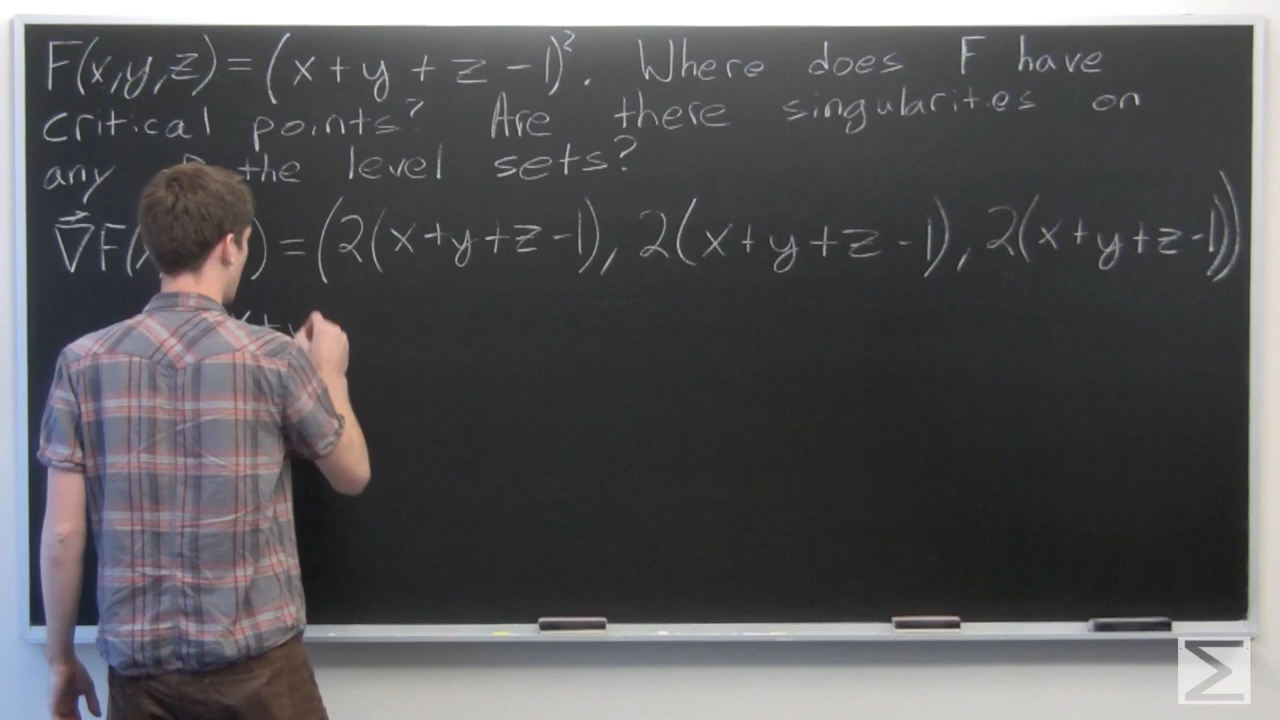 F(x,y,z) = (x + y + z - 1)². Where does F have
critical points? Are there singularities on
any the level sets?
∇⃗F( ) = (2(x+y+z-1), 2(x+y+z-1), 2(x+y+z-1))
x+
Σ